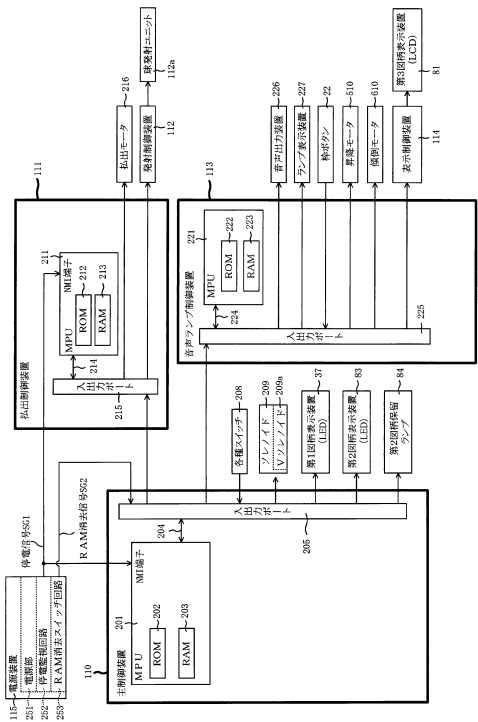 115
電源装置
251
電源部
252
停電監視回路
253
RAM消去スイッチ回路
停電信号SG1
RAM消去信号SG2
110
主制御装置
201
MPU
NMI端子
ROM
202
RAM
203
204
入出力ポート
205
111
払出制御装置
211
NMI端子
MPU
ROM
212
RAM
213
214
入出力ポート
215
払出モータ
216
発射制御装置
112
球発射ユニット
112a
各種スイッチ
208
ソレノイド
209
Vソレノイド
209a
第1図柄表示装置
(LED)
37
第2図柄表示装置
(LED)
83
第2図柄保留
ランプ
84
113
音声ランプ制御装置
221
MPU
ROM
222
RAM
223
224
入出力ポート
225
音声出力装置
226
ランプ表示装置
227
枠ボタン
22
昇降モータ
510
傾倒モータ
610
表示制御装置
114
第3図柄表示装置
(LCD)
81